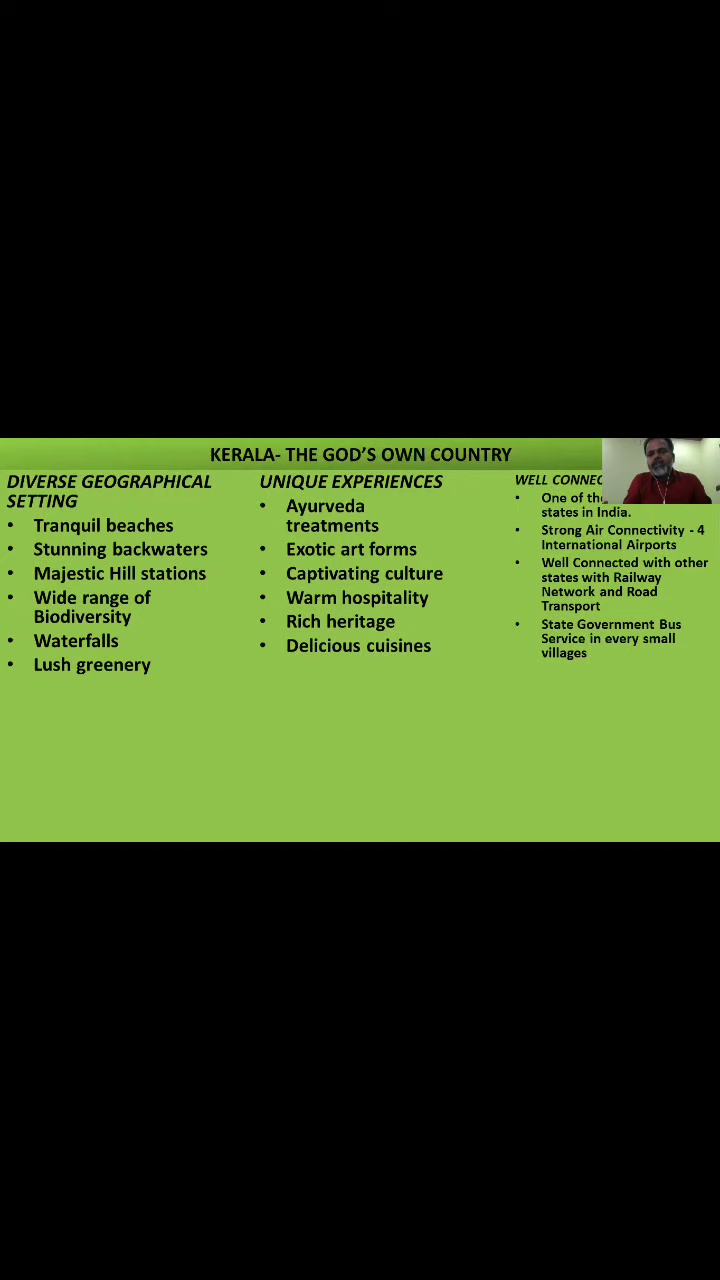 KERALA- THE GOD'S OWN COUNTRY
DIVERSE GEOGRAPHICAL
SETTING
• Tranquil beaches
• Stunning backwaters
• Majestic Hill stations
• Wide range of
Biodiversity
• Waterfalls
• Lush greenery
UNIQUE EXPERIENCES
• Ayurveda
treatments
• Exotic art forms
• Captivating culture
• Warm hospitality
• Rich heritage
• Delicious cuisines
WELL
• One of
states in India.
• Strong Air Connectivity - 4
International Airports
• Well Connected with other
states with Railway
Network and Road
Transport
• State Government Bus
Service in every small
villages